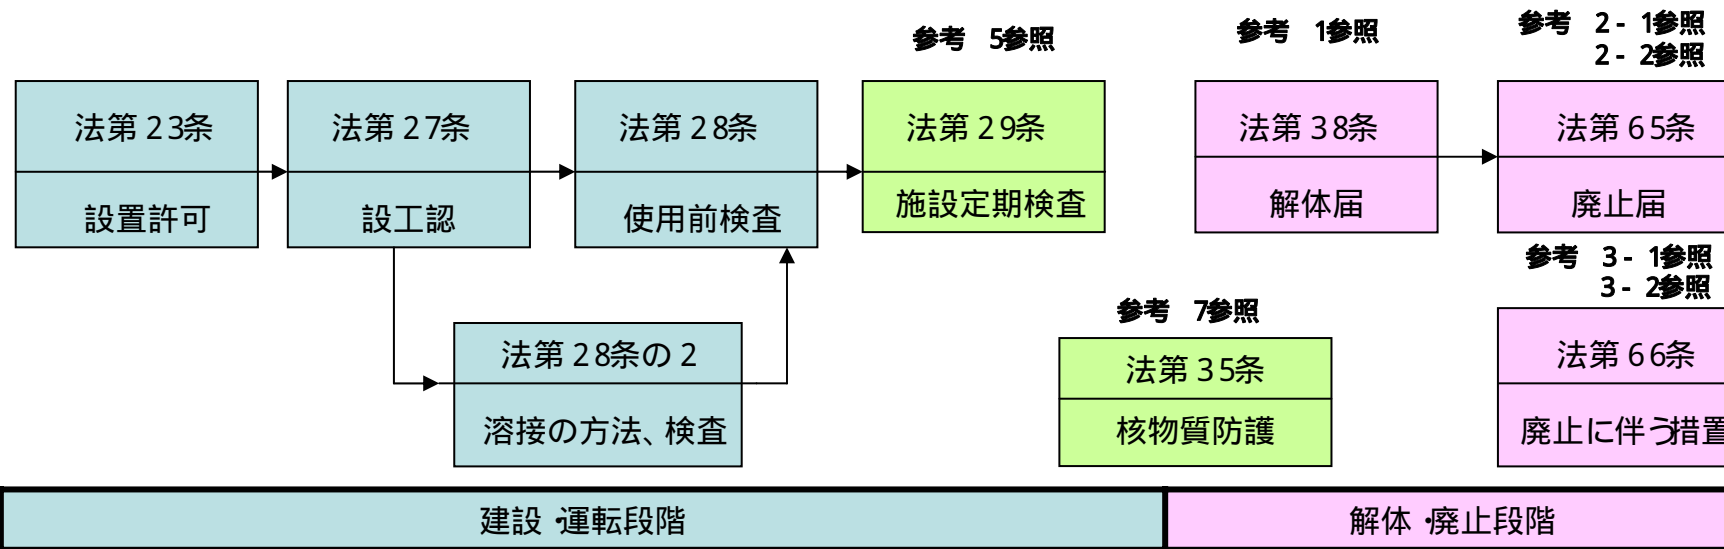 参考 5参照
参考 1参照
参考 2- 1参照
2- 2参照
法第23条
設置許可
法第27条
設工認
法第28条
使用前検査
法第29条
施設定期検査
法第38条
解体届
法第65条
廃止届
参考 3- 1参照
3- 2参照
参考 7参照
法第28条の2
溶接の方法、検査
法第35条
核物質防護
法第66条
廃止に伴う措置
建設・運転段階
解体・廃止段階